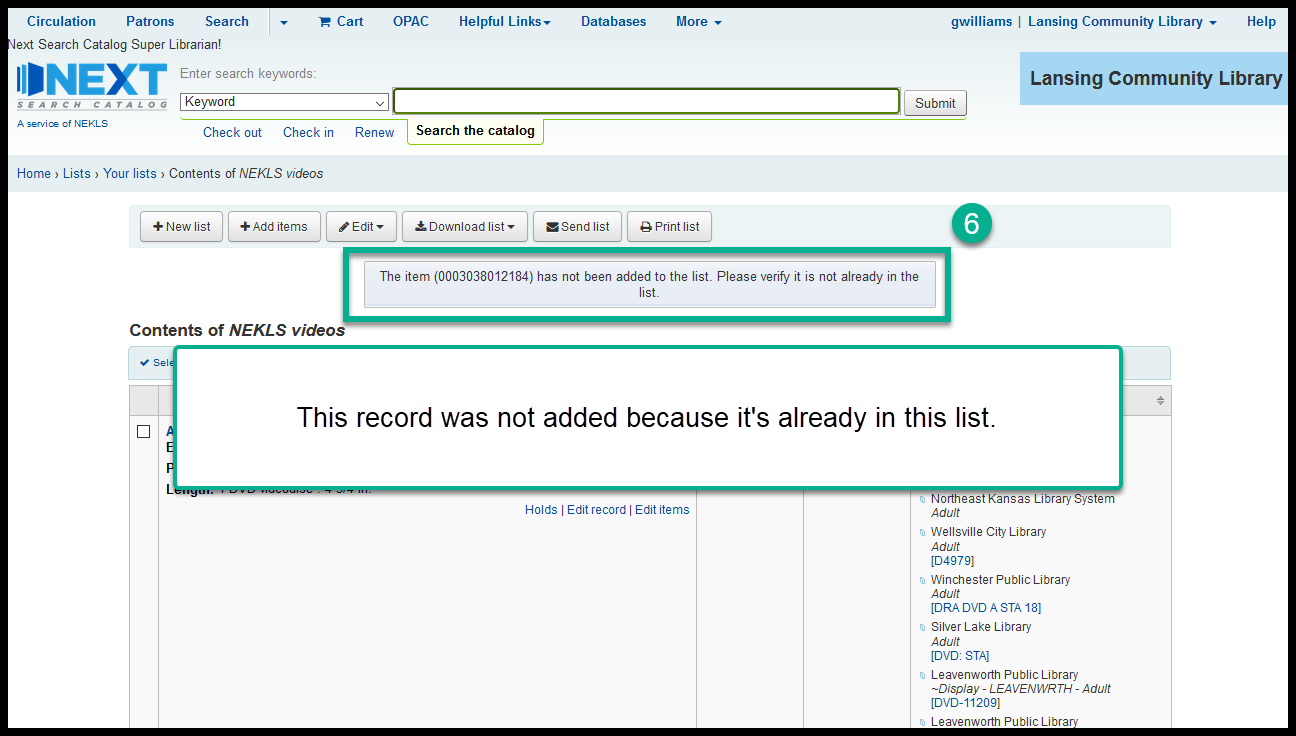 Circulation Patrons Search Cart OPAC Helpful Links Databases More gwilliams | Lansing Community Library Help
Next Search Catalog Super Librarian!
NEXT
SEARCH CATALOG
A service of NEKLS
Enter search keywords:
Lansing Community Library
Keyword Submit
Check out Check in Renew Search the catalog
Home › Lists › Your lists › Contents of NEKLS videos
New list Add items Edit Download list Send list Print list
6
The item (0003038012184) has not been added to the list. Please verify it is not already in the
list.
Contents of NEKLS videos
Sele
This record was not added because it's already in this list.
A
E
P
Length: 1 DVD videodisc : 4 3/4 in.
Holds | Edit record | Edit items
Northeast Kansas Library System
Adult
Wellsville City Library
Adult
[D4979]
Winchester Public Library
Adult
[DRA DVD A STA 18]
Silver Lake Library
Adult
[DVD: STA]
Leavenworth Public Library
~Display - LEAVENWRTH - Adult
[DVD-11209]
Leavenworth Public Library